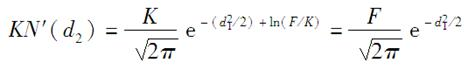 KN′(d₂) = K/√2π e^{-(d₁²/2)+ln(F/K)} = F/√2π e^{-d₁²/2}